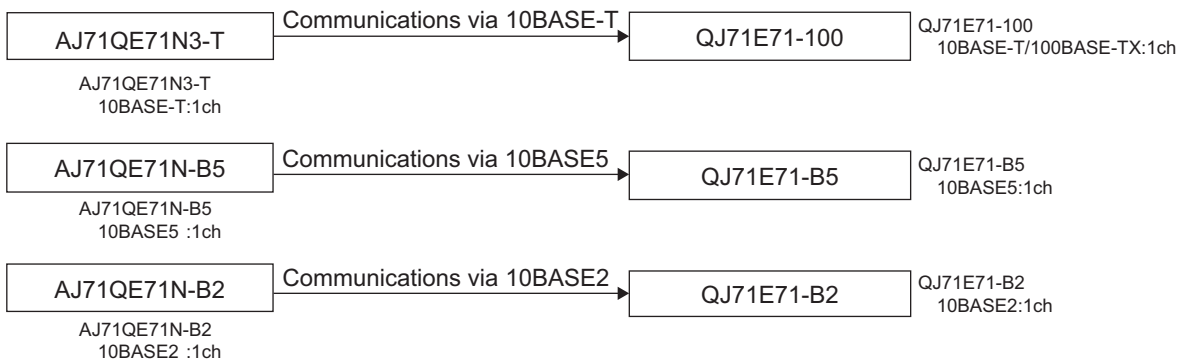 AJ71QE71N3-T
Communications via 10BASE-T
QJ71E71-100
QJ71E71-100
10BASE-T/100BASE-TX:1ch
AJ71QE71N3-T
10BASE-T:1ch
AJ71QE71N-B5
Communications via 10BASE5
QJ71E71-B5
QJ71E71-B5
10BASE5:1ch
AJ71QE71N-B5
10BASE5 :1ch
AJ71QE71N-B2
Communications via 10BASE2
QJ71E71-B2
QJ71E71-B2
10BASE2:1ch
AJ71QE71N-B2
10BASE2 :1ch